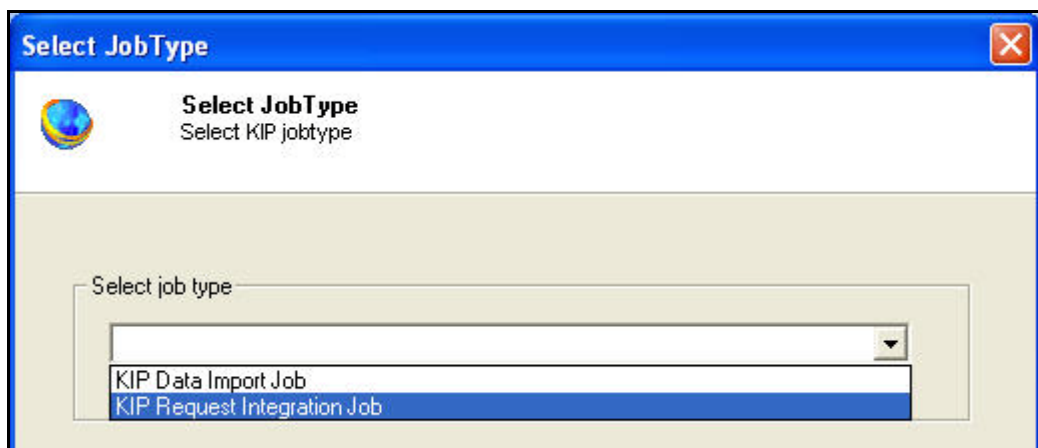 Select JobType
Select JobType
Select KIP jobtype
Select job type
KIP Data Import Job
KIP Request Integration Job